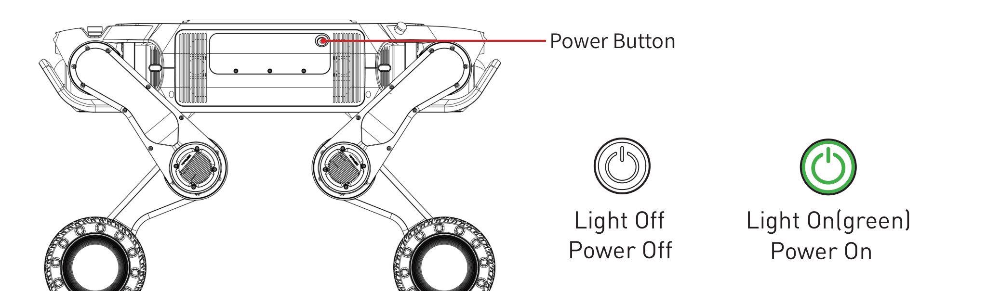 Power Button
Light Off
Power Off
Light On(green)
Power On